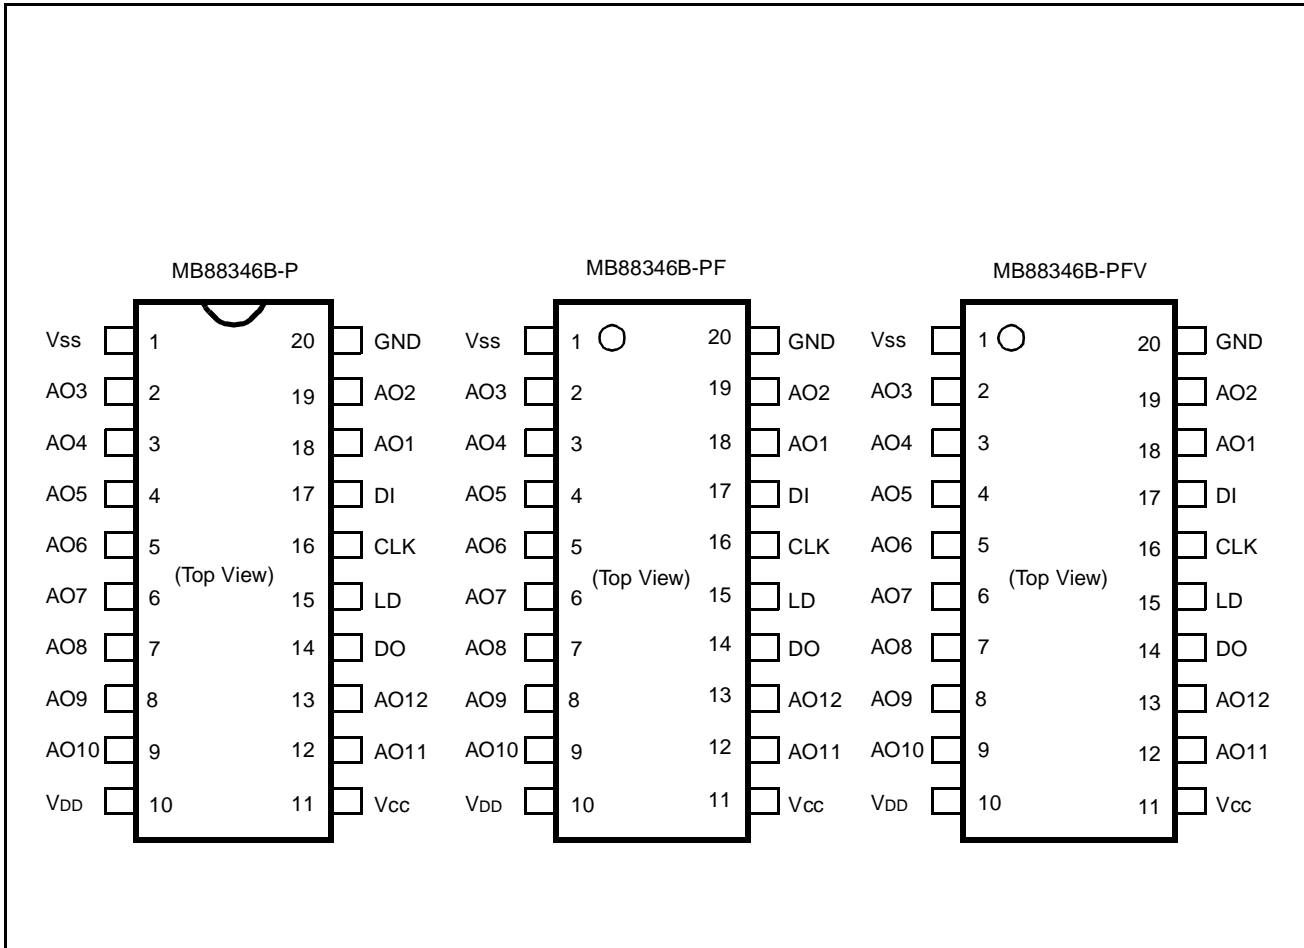 MB88346B-P MB88346B-PF MB88346B-PFV
Vss 1 20 GND Vss 1 20 GND Vss 1 20 GND
AO3 2 19 AO2 AO3 2 19 AO2 AO3 2 19 AO2
AO4 3 18 AO1 AO4 3 18 AO1 AO4 3 18 AO1
AO5 4 17 DI AO5 4 17 DI AO5 4 17 DI
AO6 5 16 CLK AO6 5 16 CLK AO6 5 16 CLK
(Top View) (Top View) (Top View)
AO7 6 15 LD AO7 6 15 LD AO7 6 15 LD
AO8 7 14 DO AO8 7 14 DO AO8 7 14 DO
AO9 8 13 AO12 AO9 8 13 AO12 AO9 8 13 AO12
AO10 9 12 AO11 AO10 9 12 AO11 AO10 9 12 AO11
VDD 10 11 Vcc VDD 10 11 Vcc VDD 10 11 Vcc